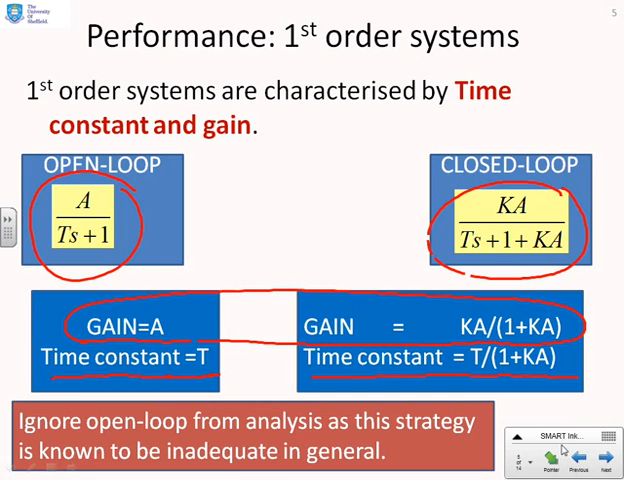 The
University
Of
Sheffield.
5
Performance: 1st order systems
1st order systems are characterised by Time
constant and gain.
OPEN-LOOP
A
Ts + 1
CLOSED-LOOP
KA
Ts + 1 + KA
GAIN=A
Time constant =T
GAIN = KA/(1+KA)
Time constant = T/(1+KA)
Ignore open-loop from analysis as this strategy
is known to be inadequate in general.
SMART Ink...
5
of
14
Pointer
Previous
Next